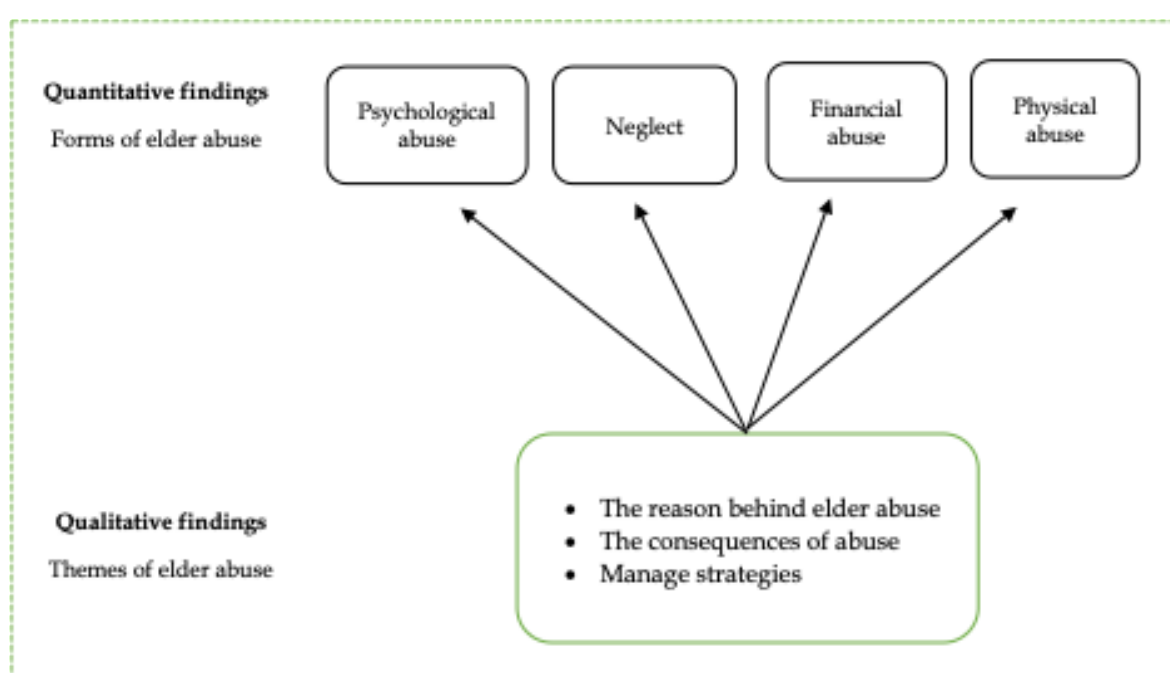 Quantitative findings
Forms of elder abuse
Psychological
abuse
Neglect
Financial
abuse
Physical
abuse
Qualitative findings
Themes of elder abuse
• The reason behind elder abuse
• The consequences of abuse
• Manage strategies